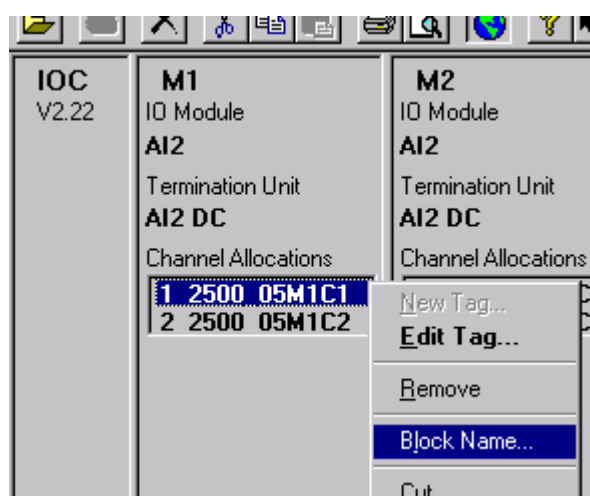 IOC
V2.22
M1
IO Module
AI2
Termination Unit
AI2 DC
Channel Allocations
1 2500 05M1C1
2 2500 05M1C2
M2
IO Module
AI2
Termination Unit
AI2 DC
Channel Allocations
New Tag...
Edit Tag...
Remove
Block Name...
Cut